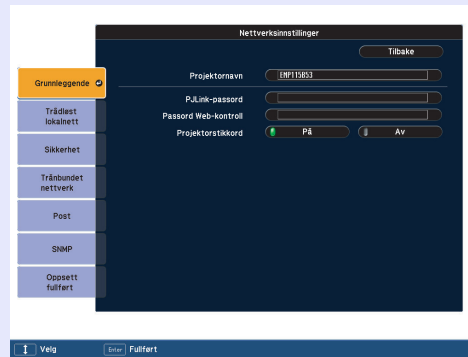 Nettverksinnstillinger
Tilbake
Grunnleggende
Projektornavn EMP115B53
PJLink-passord
Trådløst
lokalnett
Passord Web-kontroll
Projektorstikkord På Av
Sikkerhet
Trånbundet
nettverk
Post
SNMP
Oppsett
fullført
Velg Enter Fullført